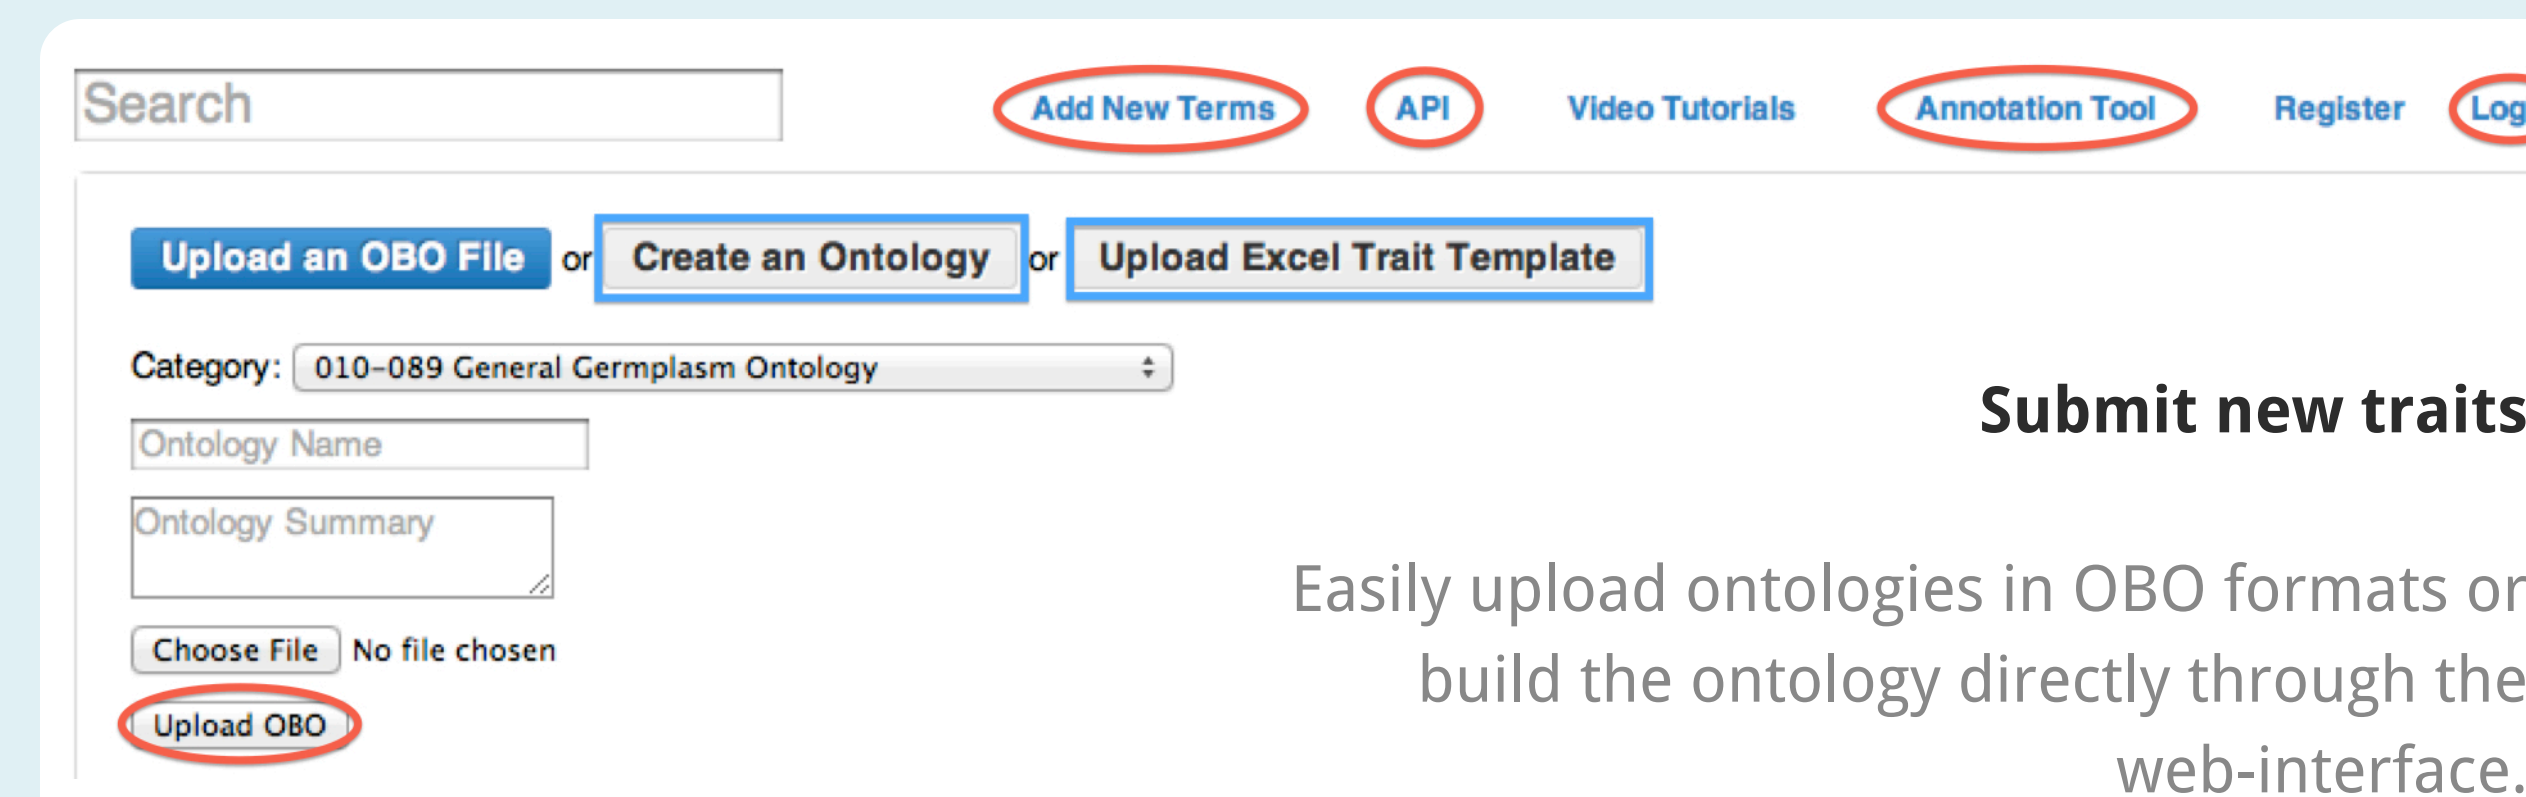 Search Add New Terms API Video Tutorials Annotation Tool Register Log
Upload an OBO File or Create an Ontology or Upload Excel Trait Template
Category: 010-089 General Germplasm Ontology
Submit new traits
Ontology Name
Ontology Summary
Easily upload ontologies in OBO formats or
build the ontology directly through the
web-interface.
Choose File No file chosen
Upload OBO